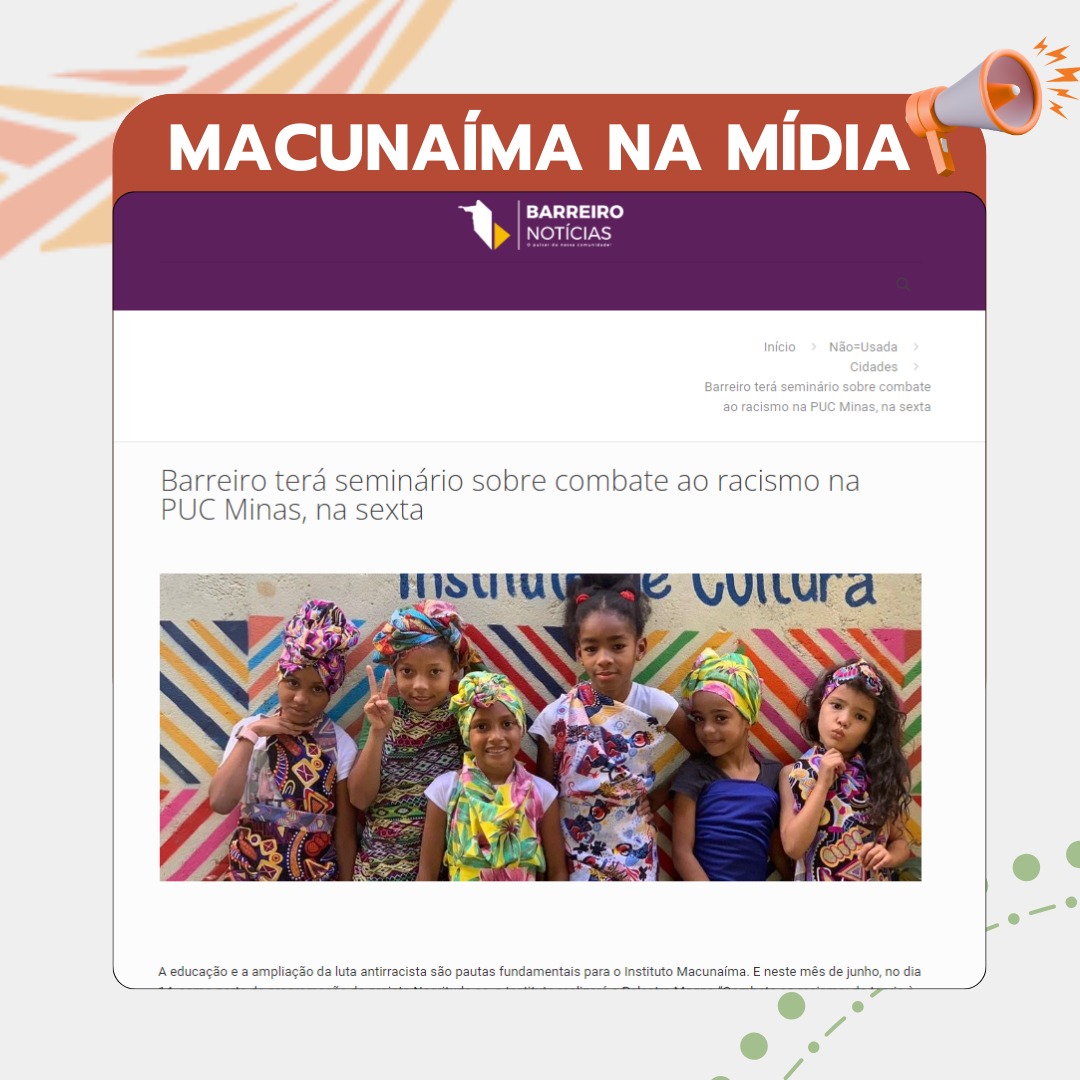 MACUNAÍMA NA MÍDIA
BARREIRO
NOTÍCIAS
O pulsar da nossa comunidade!
Início > Não=Usada >
Cidades >
Barreiro terá seminário sobre combate
ao racismo na PUC Minas, na sexta
Barreiro terá seminário sobre combate ao racismo na
PUC Minas, na sexta
Instituto de Cultura
A educação e a ampliação da luta antirracista são pautas fundamentais para o Instituto Macunaíma. E neste mês de junho, no dia